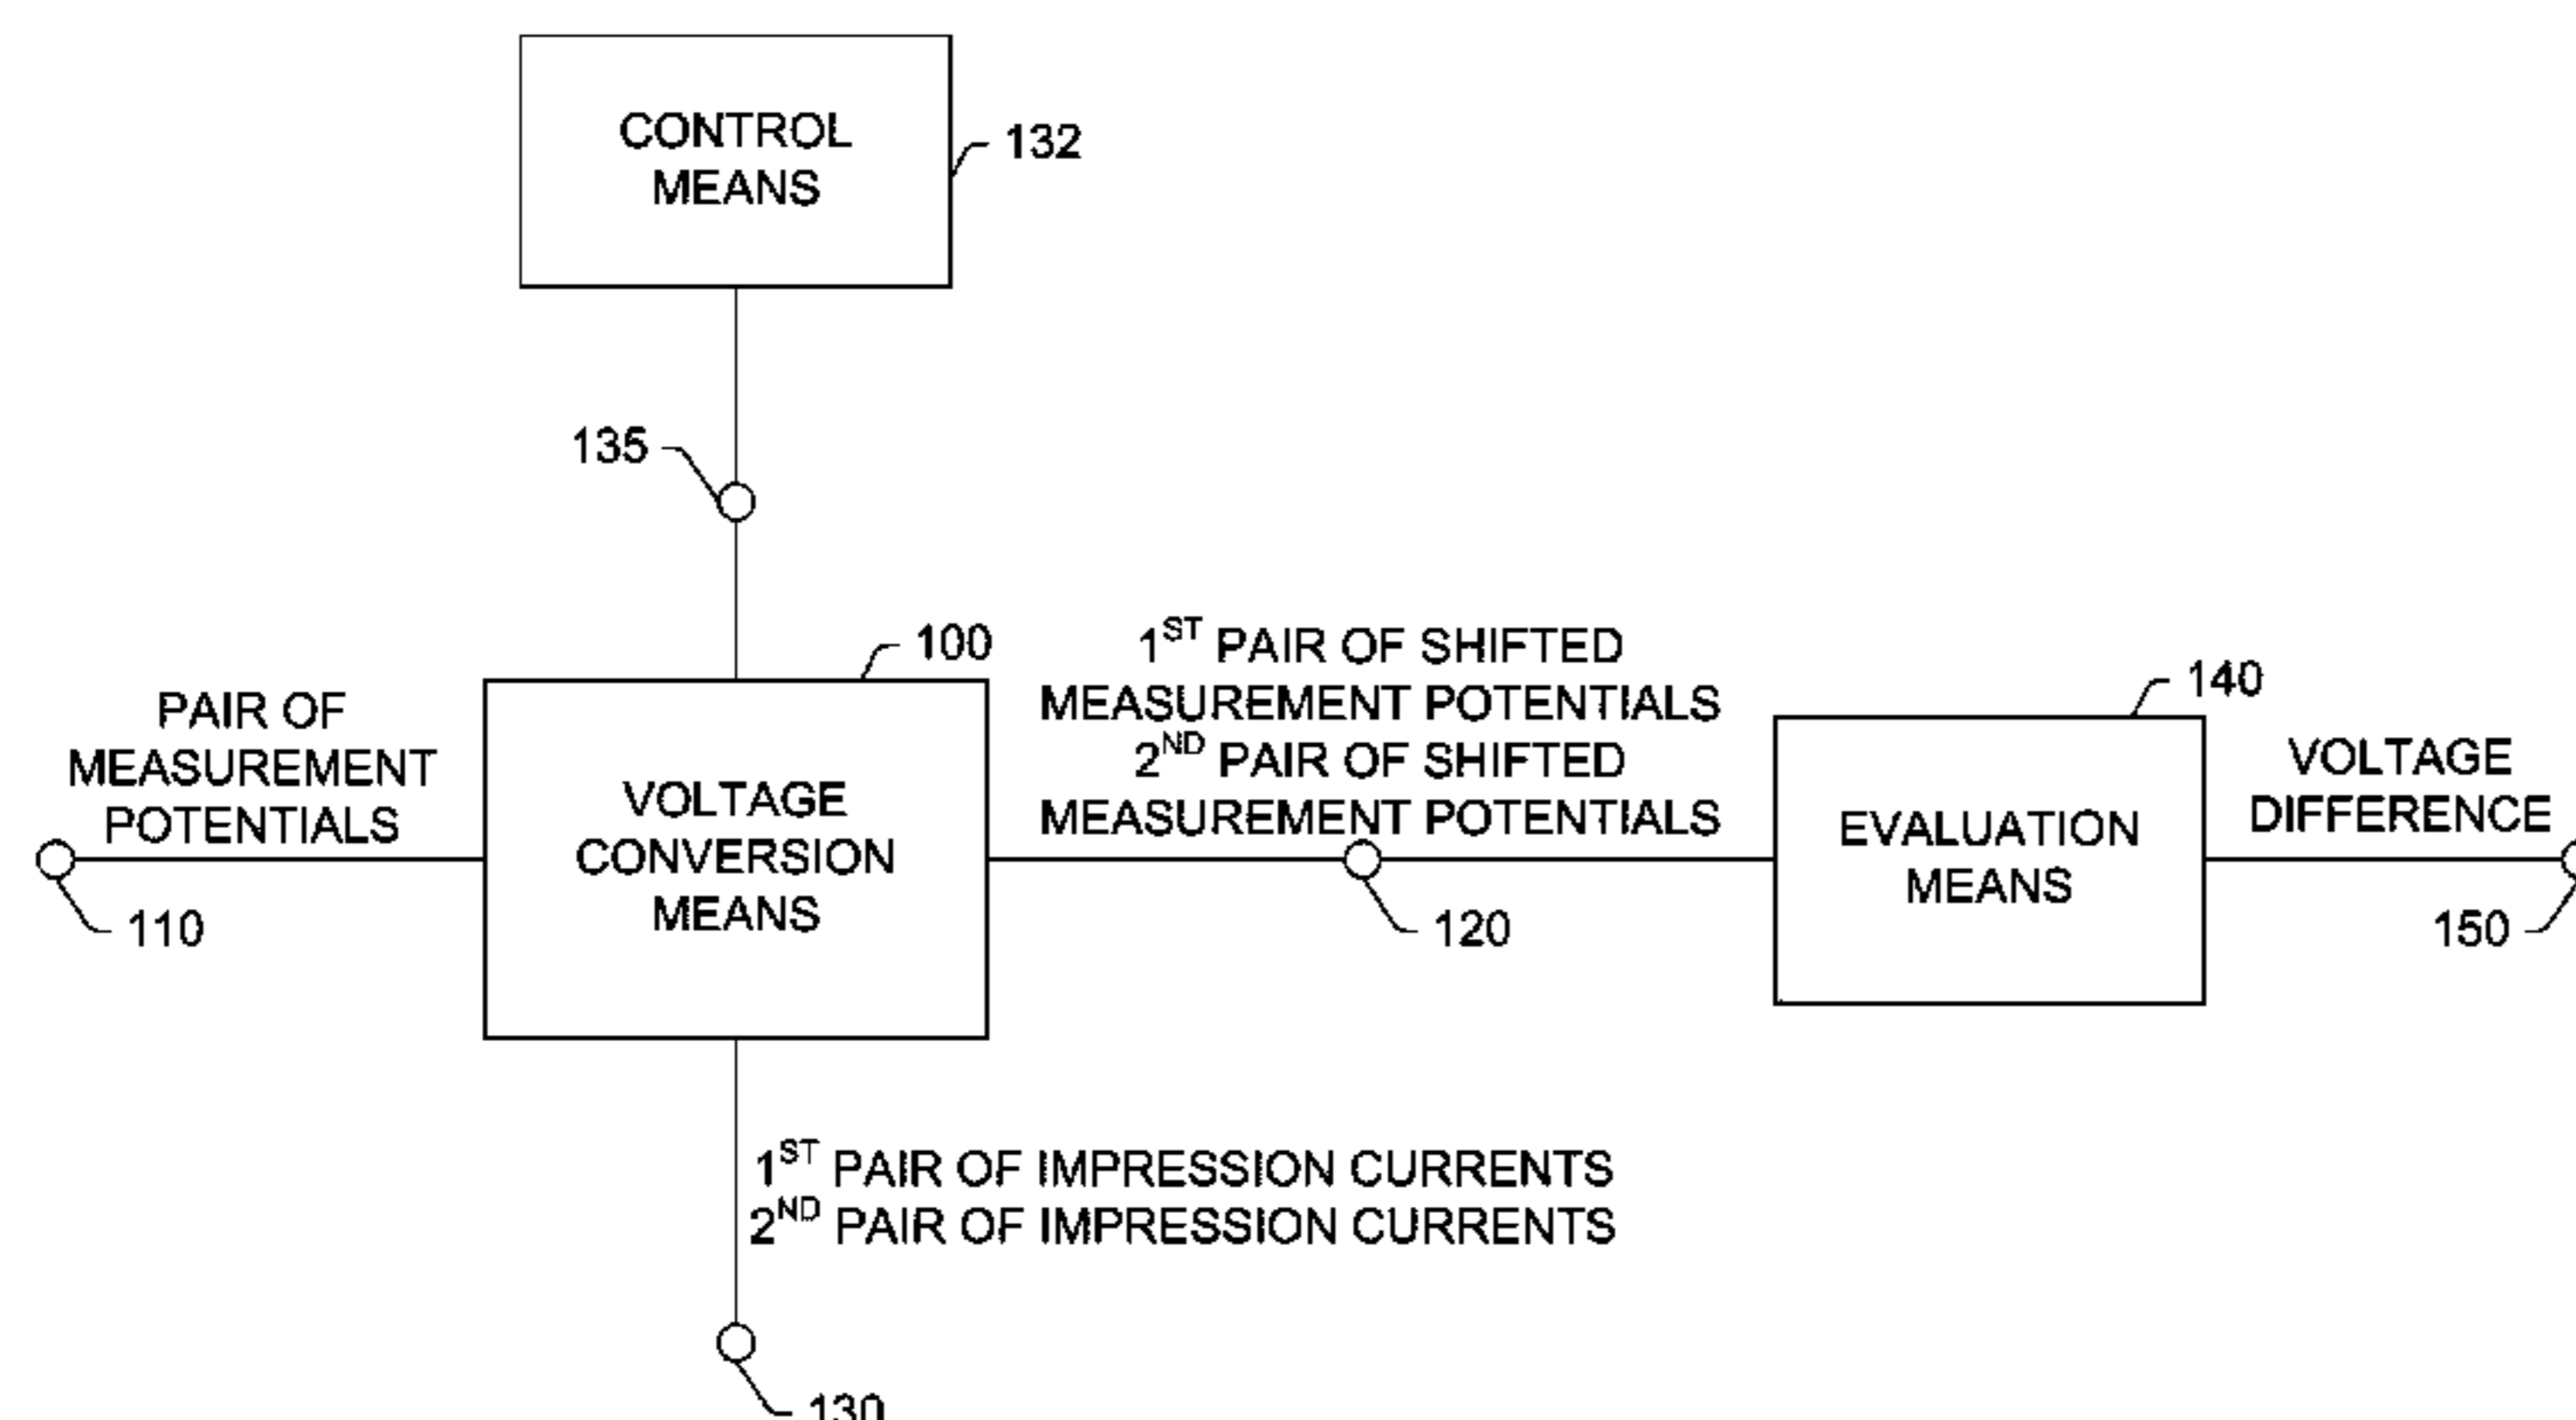 CONTROL
MEANS
132
135
100
PAIR OF
MEASUREMENT
POTENTIALS
110
VOLTAGE
CONVERSION
MEANS
1ST PAIR OF SHIFTED
MEASUREMENT POTENTIALS
2ND PAIR OF SHIFTED
MEASUREMENT POTENTIALS
120
140
EVALUATION
MEANS
VOLTAGE
DIFFERENCE
150
1ST PAIR OF IMPRESSION CURRENTS
2ND PAIR OF IMPRESSION CURRENTS
130